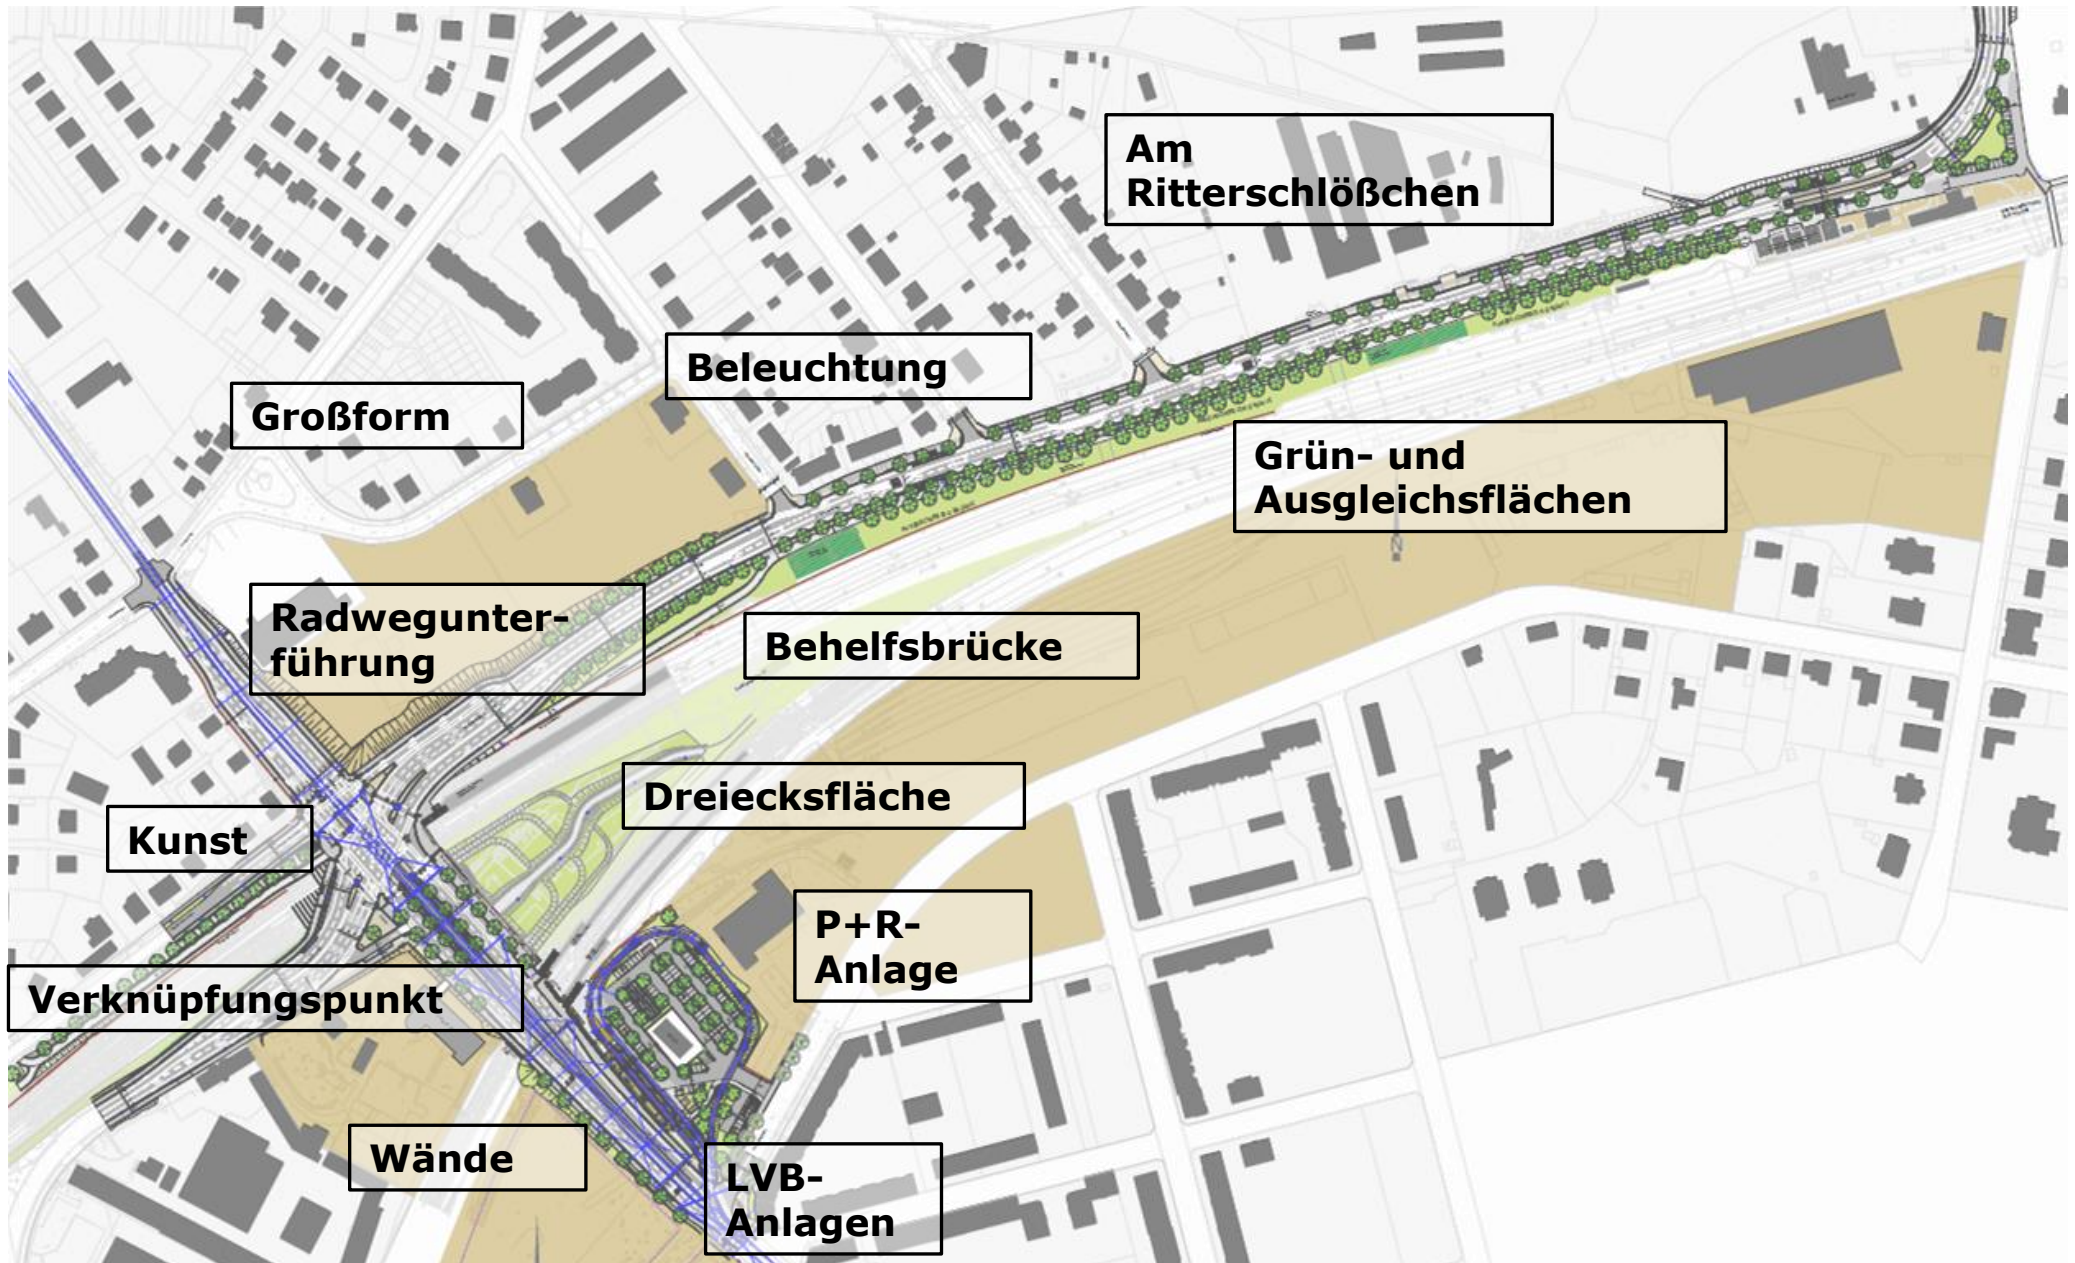 Am
Ritterschlößchen
Beleuchtung
Großform
Grün- und
Ausgleichsflächen
Radwegunter-
führung
Behelfsbrücke
Dreiecksfläche
Kunst
P+R-
Anlage
Verknüpfungspunkt
Wände
LVB-
Anlagen